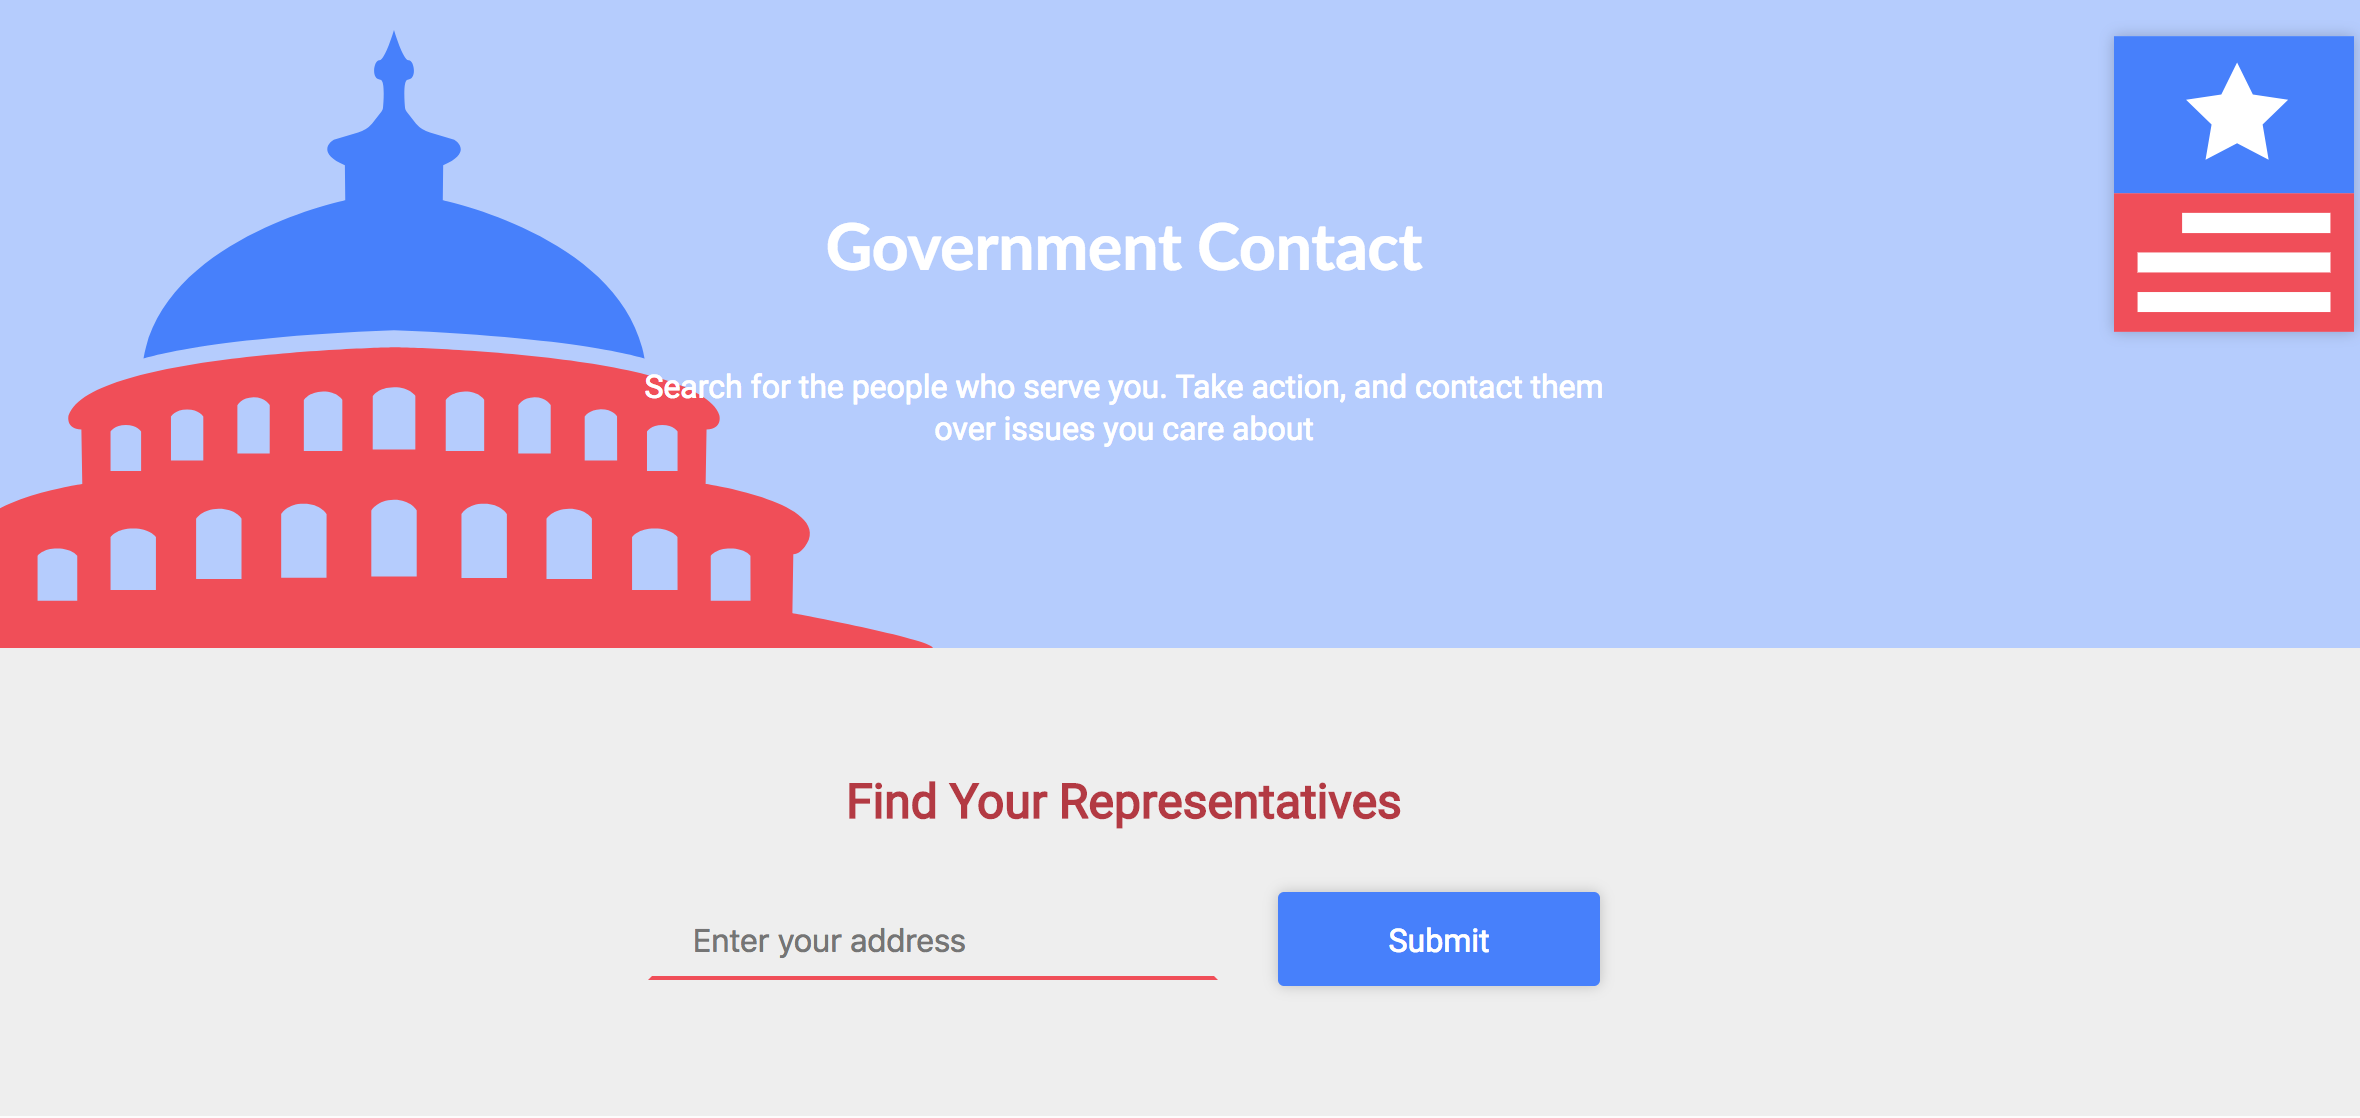 Government Contact
Search for the people who serve you. Take action, and contact them
over issues you care about
Find Your Representatives
Enter your address
Submit